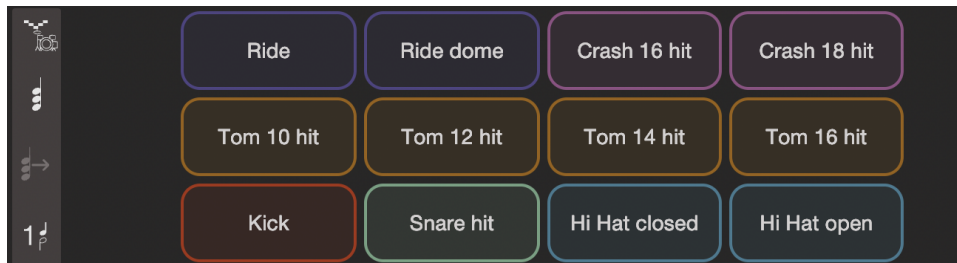 Ride Ride dome Crash 16 hit Crash 18 hit
Tom 10 hit Tom 12 hit Tom 14 hit Tom 16 hit
1 Kick Snare hit Hi Hat closed Hi Hat open